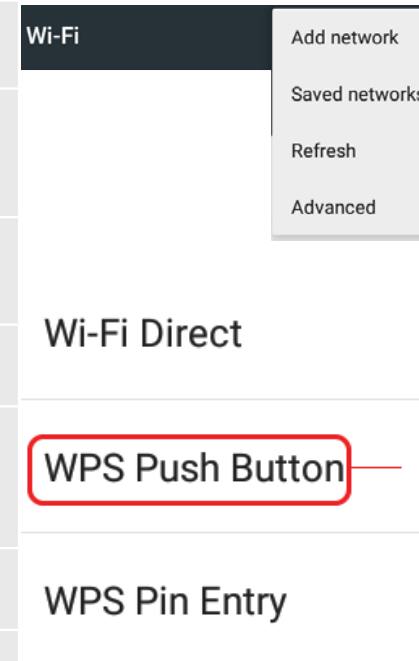 Wi-Fi
Add network
Saved networks
Refresh
Advanced
Wi-Fi Direct
WPS Push Button
WPS Pin Entry